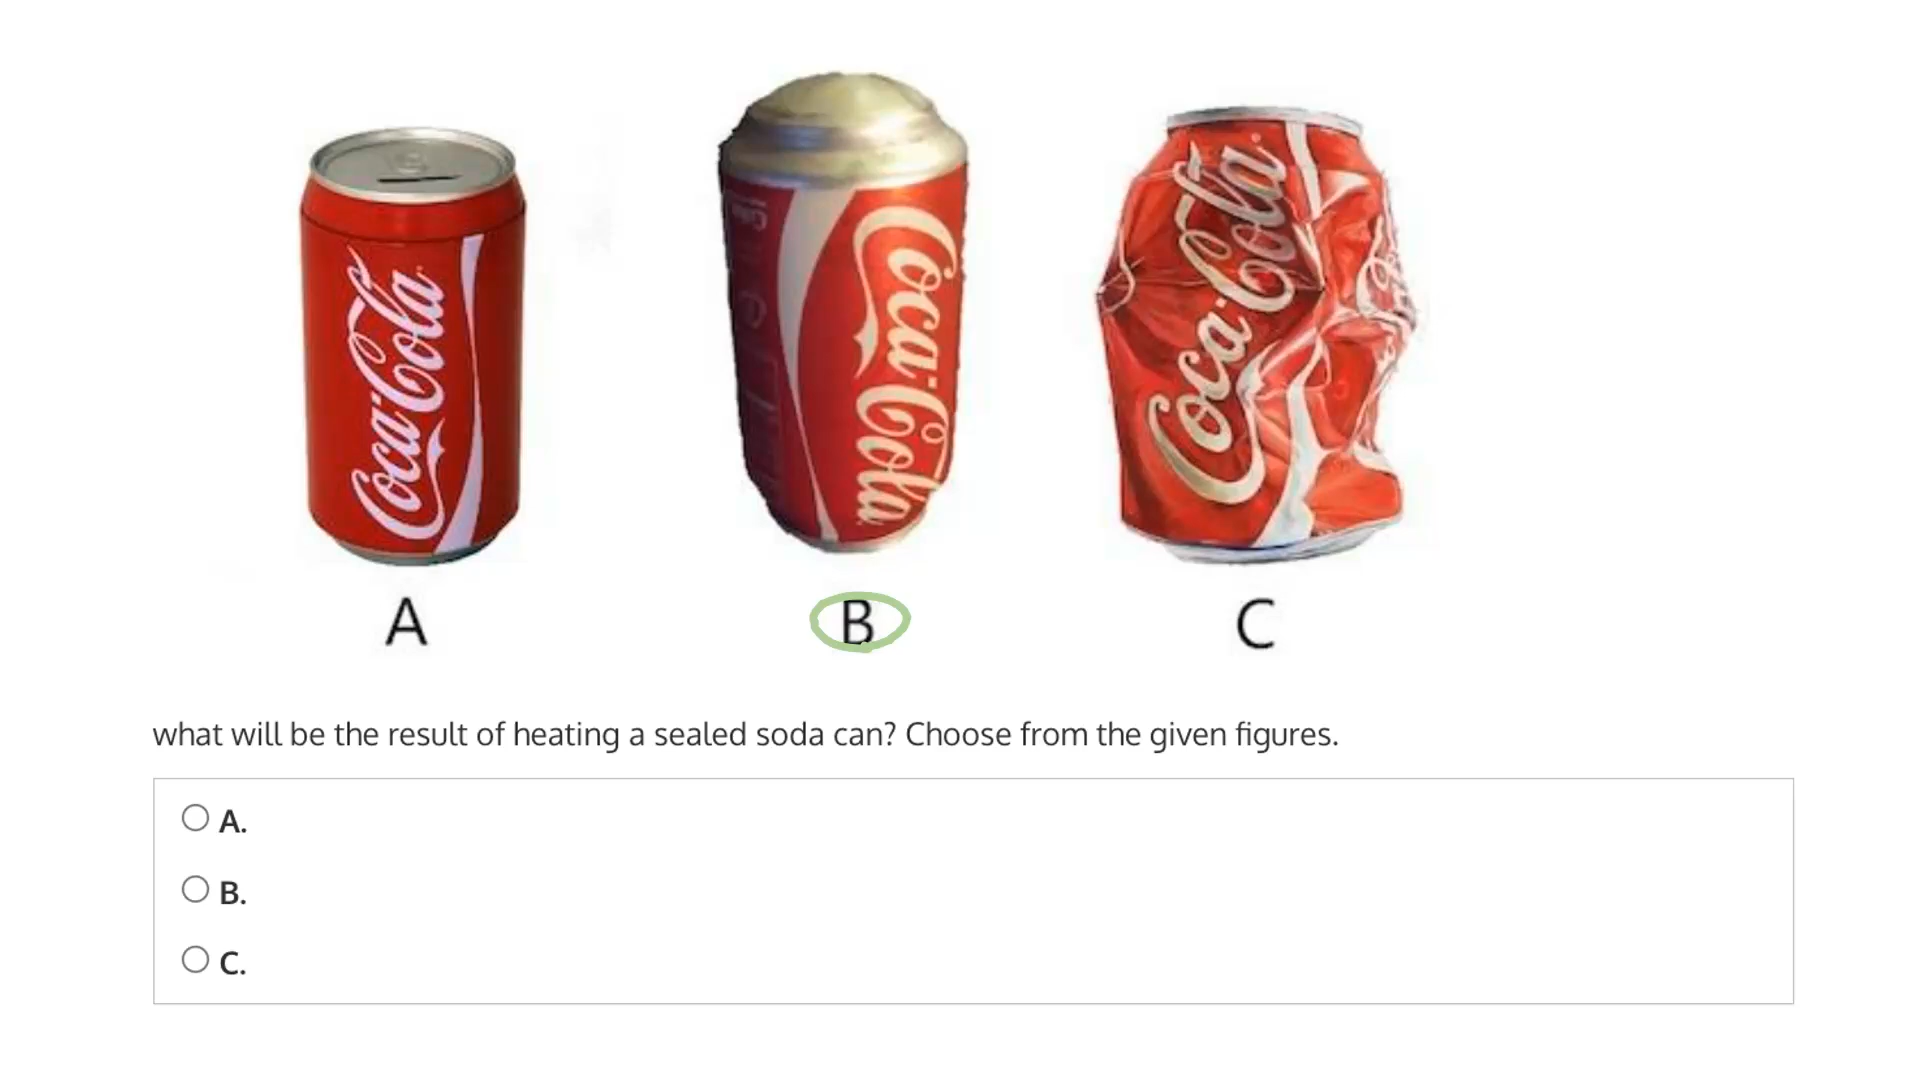 Coca-Cola
Coca-Cola
Coca-Cola
A
B
C
what will be the result of heating a sealed soda can? Choose from the given figures.
A.
B.
C.